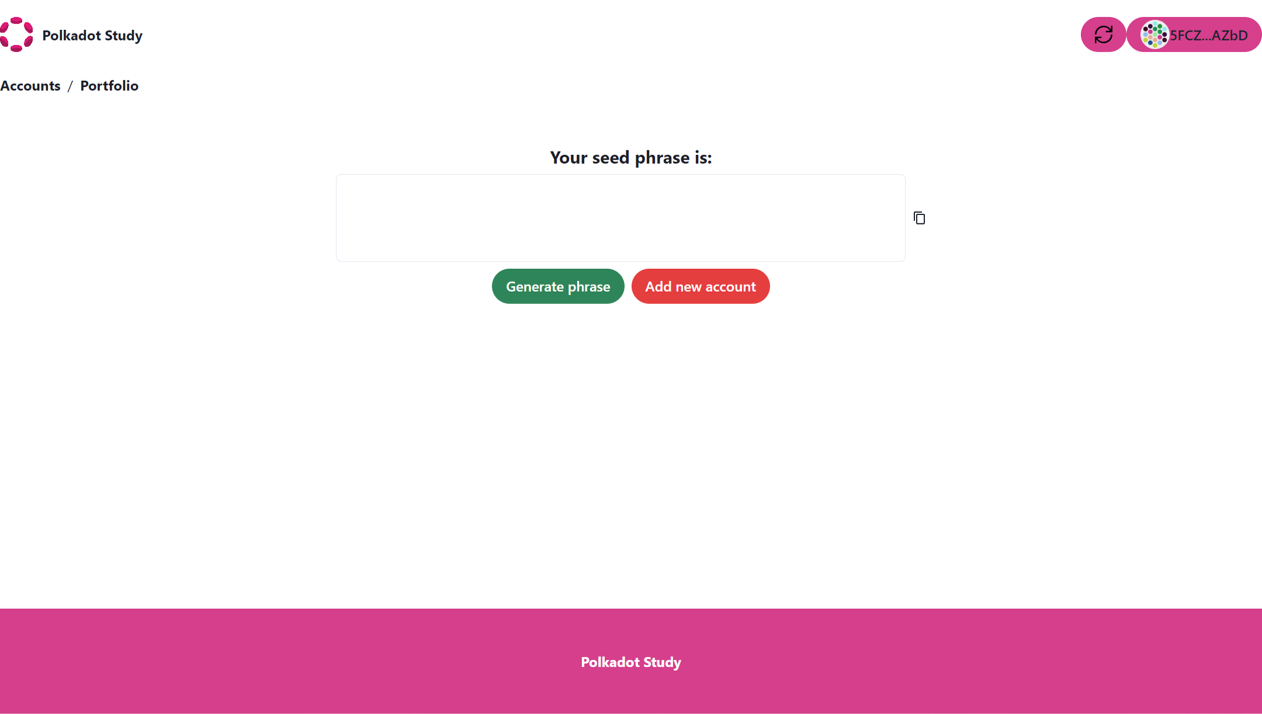 Polkadot Study
5FCZ...AZbD
Accounts / Portfolio
Your seed phrase is:
Generate phrase
Add new account
Polkadot Study